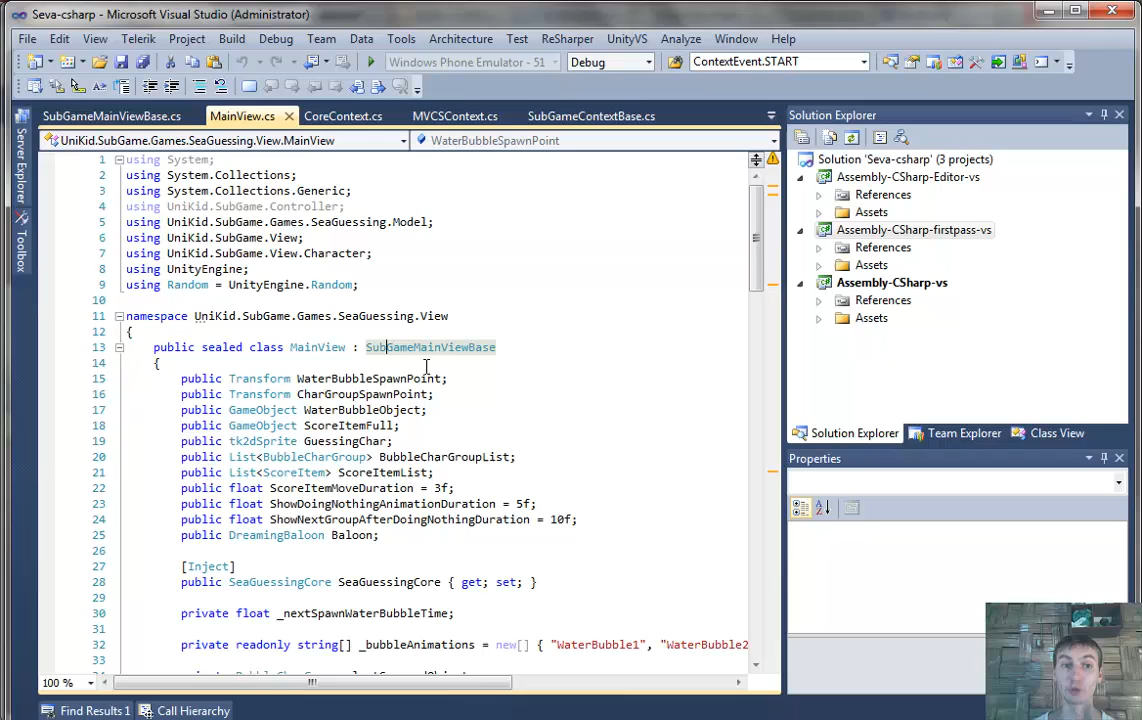 Seva-csharp - Microsoft Visual Studio (Administrator)
File Edit View Telerik Project Build Debug Team Data Tools Architecture Test ReSharper UnityVS Analyze Window Help
Windows Phone Emulator - 51 Debug ContextEvent.START
SubGameMainViewBase.cs MainView.cs CoreContext.cs MVCSContext.cs SubGameContextBase.cs
UniKid.SubGame.Games.SeaGuessing.View.MainView WaterBubbleSpawnPoint
1 using System;
2 using System.Collections;
3 using System.Collections.Generic;
4 using UniKid.SubGame.Controller;
5 using UniKid.SubGame.Games.SeaGuessing.Model;
6 using UniKid.SubGame.View;
7 using UniKid.SubGame.View.Character;
8 using UnityEngine;
9 using Random = UnityEngine.Random;
10
11 namespace UniKid.SubGame.Games.SeaGuessing.View
12 {
13 public sealed class MainView : SubGameMainViewBase
14 {
15 public Transform WaterBubbleSpawnPoint;
16 public Transform CharGroupSpawnPoint;
17 public GameObject WaterBubbleObject;
18 public GameObject ScoreItemFull;
19 public tk2dSprite GuessingChar;
20 public List<BubbleCharGroup> BubbleCharGroupList;
21 public List<ScoreItem> ScoreItemList;
22 public float ScoreItemMoveDuration = 3f;
23 public float ShowDoingNothingAnimationDuration = 5f;
24 public float ShowNextGroupAfterDoingNothingDuration = 10f;
25 public DreamingBaloon Baloon;
26
27 [Inject]
28 public SeaGuessingCore SeaGuessingCore { get; set; }
29
30 private float _nextSpawnWaterBubbleTime;
31
32 private readonly string[] _bubbleAnimations = new[] { "WaterBubble1", "WaterBubble2
33
100 %
Find Results 1 Call Hierarchy
Server Explorer
Toolbox
Solution Explorer
Solution 'Seva-csharp' (3 projects)
Assembly-CSharp-Editor-vs
References
Assets
Assembly-CSharp-firstpass-vs
References
Assets
Assembly-CSharp-vs
References
Assets
Solution Explorer Team Explorer Class View
Properties